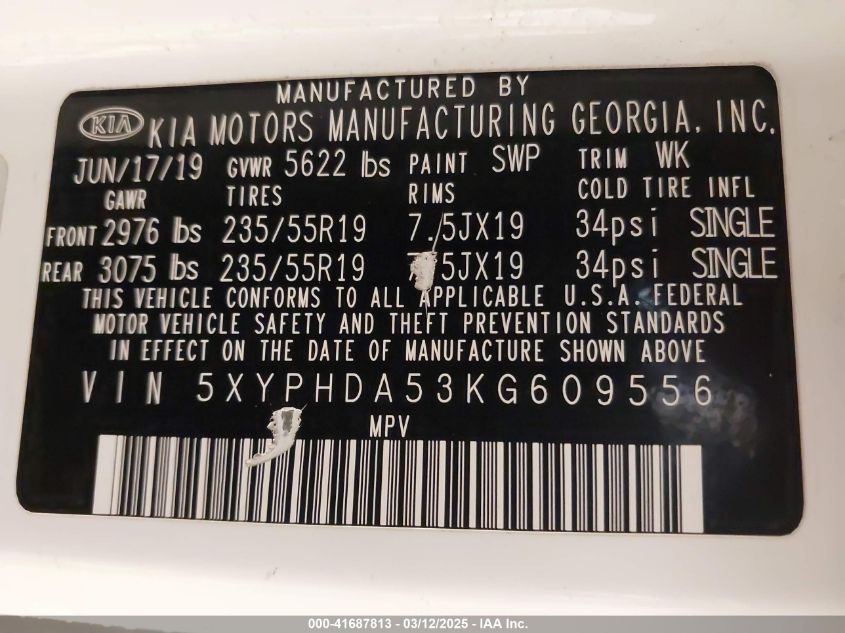 MANUFACTURED BY
KIA KIA MOTORS MANUFACTURING GEORGIA, INC.
JUN/17/19 GVWR 5622 lbs PAINT SWP TRIM WK
GAWR TIRES RIMS COLD TIRE INFL
FRONT 2976 lbs 235/55R19 7.5JX19 34psi SINGLE
REAR 3075 lbs 235/55R19 5JX19 34psi SINGLE
THIS VEHICLE CONFORMS TO ALL APPLICABLE U.S.A. FEDERAL
MOTOR VEHICLE SAFETY AND THEFT PREVENTION STANDARDS
IN EFFECT ON THE DATE OF MANUFACTURE SHOWN ABOVE
VIN 5XYPHDA53KG609556
MPV
000-41687813 - 03/12/2025 - IAA Inc.